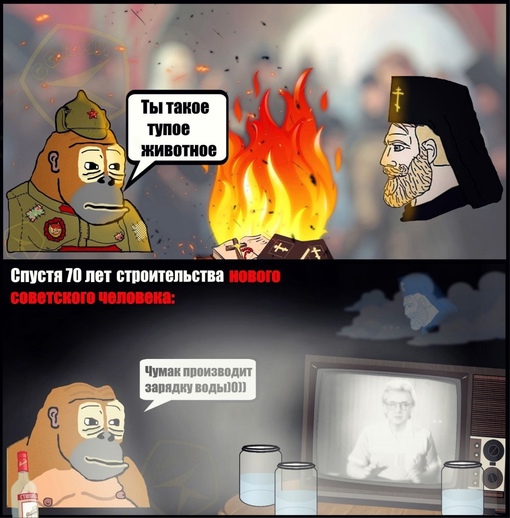 Ты такое
тупое
животное
Спустя 70 лет строительства нового
советского человека:
Чумак производит
зарядку воды)0))